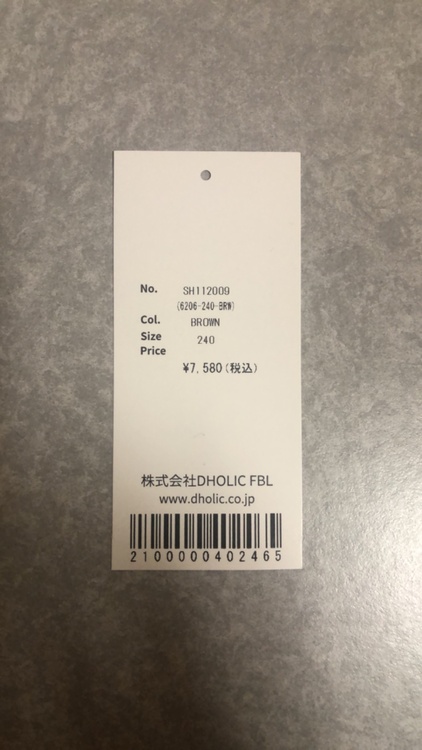 No. SH112009
(6206-240-BRW)
Col. BROWN
Size 240
Price
¥7,580(税込)
株式会社DHOLIC FBL
www.dholic.co.jp
2100000402465